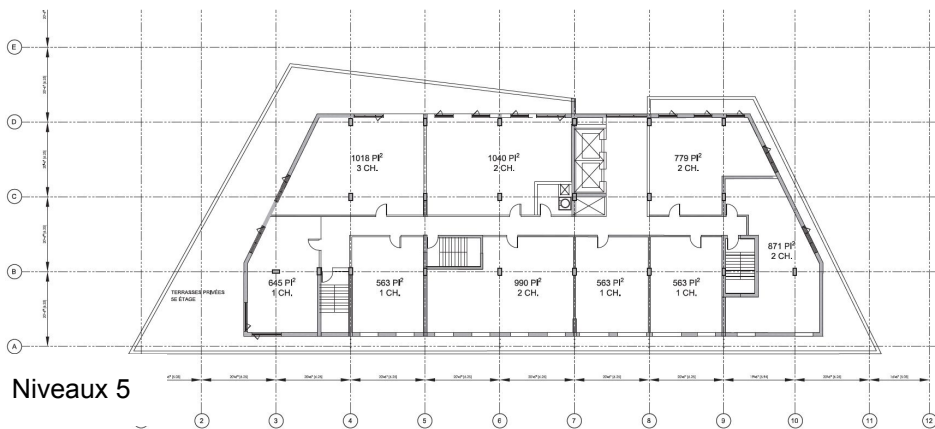 E
D
C
B
A
1018 PI²
3 CH.
1040 PI²
2 CH.
779 PI²
2 CH.
871 PI²
2 CH.
645 PI²
1 CH.
563 PI²
1 CH.
990 PI²
2 CH.
563 PI²
1 CH.
563 PI²
1 CH.
TERRASSES PRIVÉES
5E ÉTAGE
Niveaux 5
2
3
4
5
6
7
8
9
10
11
12